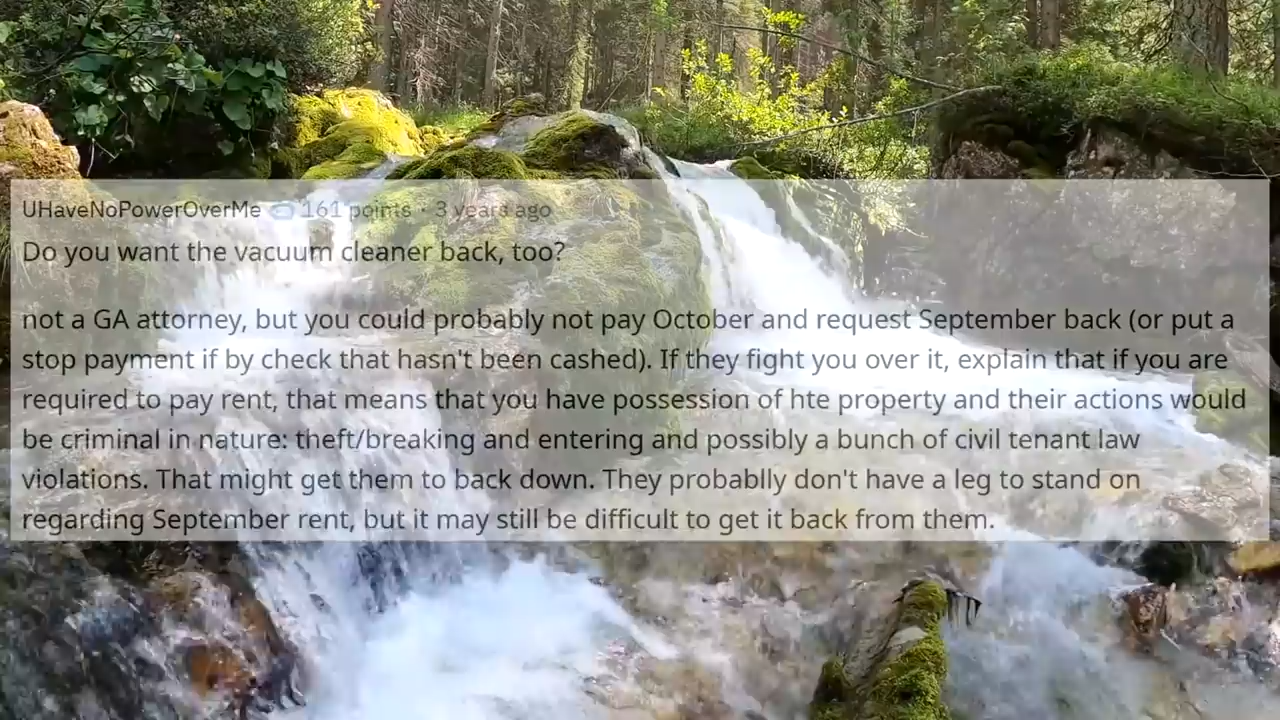 UHaveNoPowerOverMe 161 points · 3 years ago
Do you want the vacuum cleaner back, too?
not a GA attorney, but you could probably not pay October and request September back (or put a
stop payment if by check that hasn't been cashed). If they fight you over it, explain that if you are
required to pay rent, that means that you have possession of hte property and their actions would
be criminal in nature: theft/breaking and entering and possibly a bunch of civil tenant law
violations. That might get them to back down. They probablly don't have a leg to stand on
regarding September rent, but it may still be difficult to get it back from them.